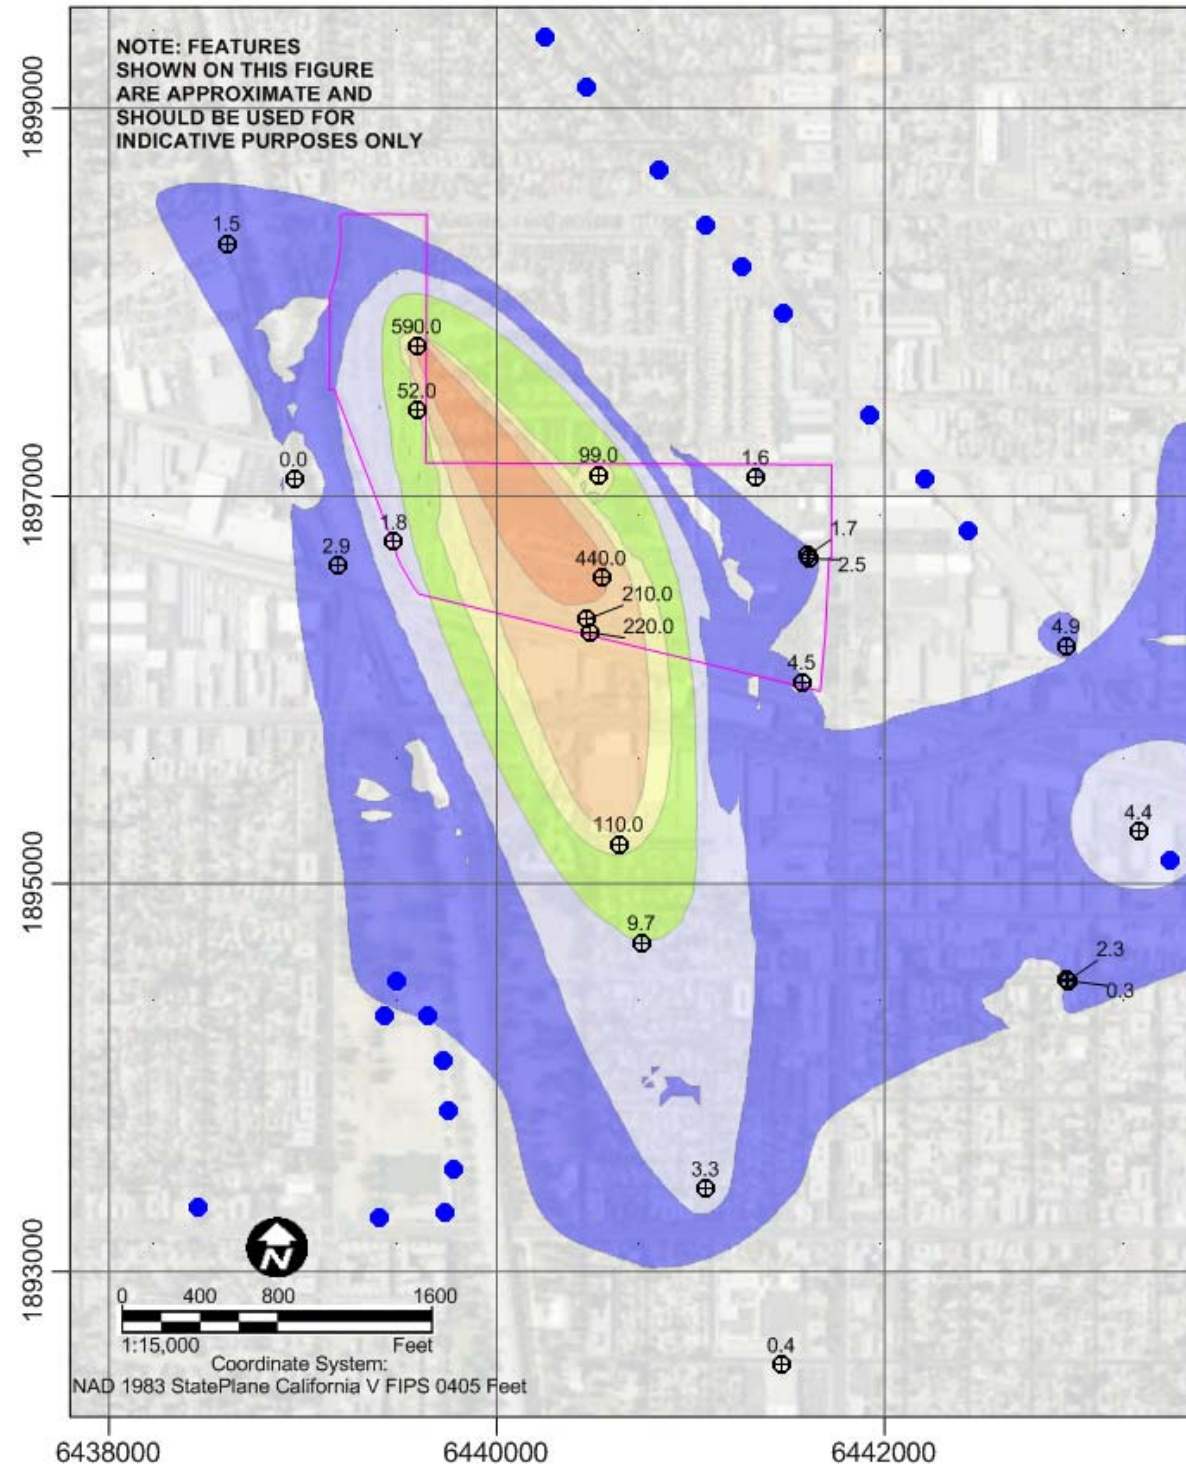 NOTE: FEATURES
SHOWN ON THIS FIGURE
ARE APPROXIMATE AND
SHOULD BE USED FOR
INDICATIVE PURPOSES ONLY
1899000
1.5
590.0
52.0
99.0
1.6
0.0
1897000
1.8
1.7
2.9
2.5
440.0
210.0
220.0
4.9
4.5
110.0
4.4
1895000
9.7
2.3
0.3
3.3
N
1893000
0 400 800 1600
1:15,000 Feet
Coordinate System:
NAD 1983 StatePlane California V FIPS 0405 Feet
0.4
6438000 6440000 6442000